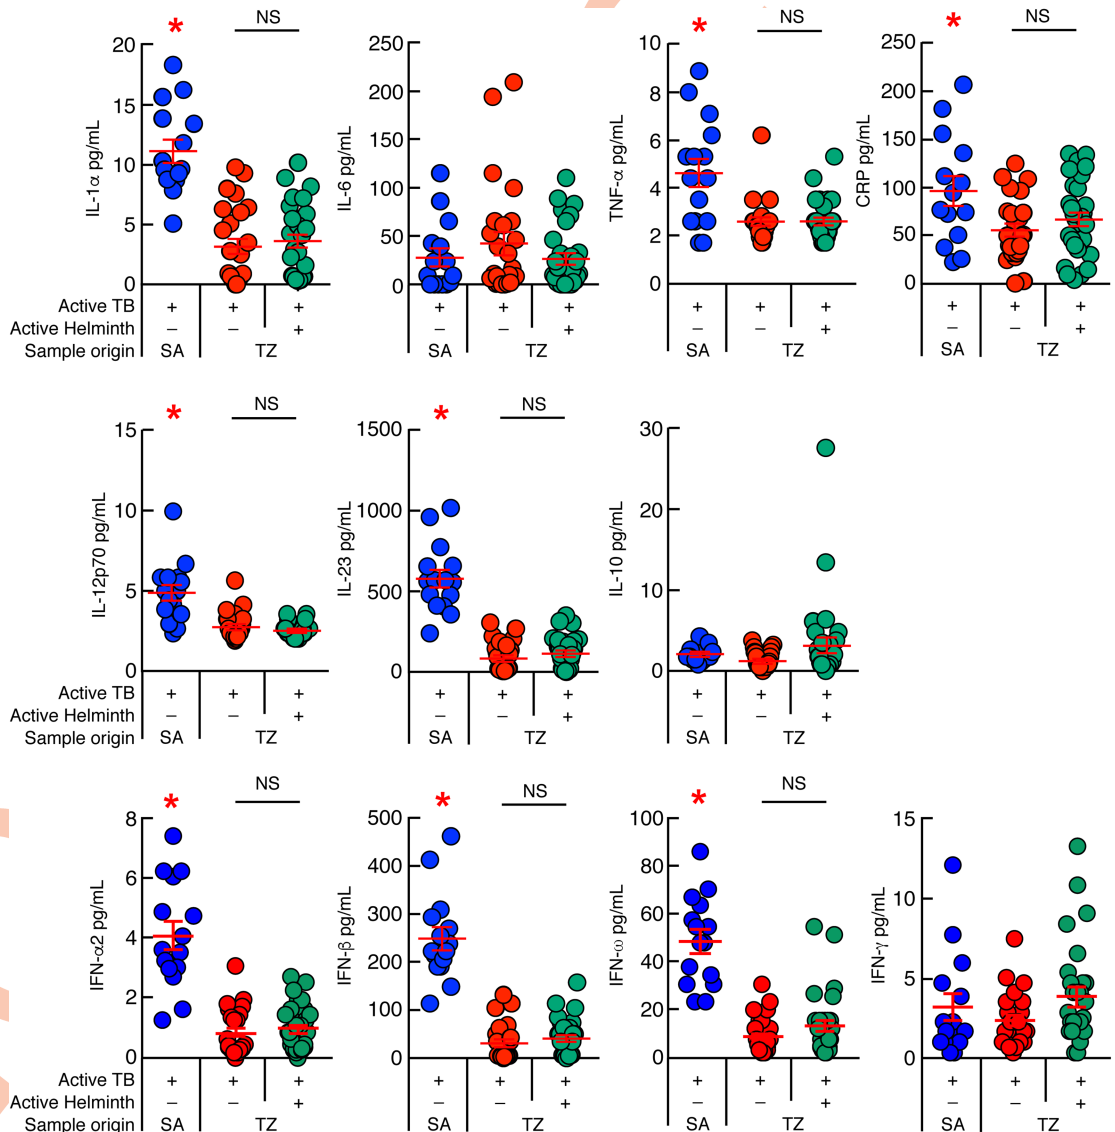 * NS * NS * NS
20 250 10 250
200 8 200
15
150 6 150
10
100 4 100
5
50 2 50
0 0 0 0
IL-1α pg/mL
IL-6 pg/mL
TNF-α pg/mL
CRP pg/mL
Active TB + + + + + + + + + + + +
Active Helminth – – + – – + – – + – – +
Sample origin SA TZ SA TZ SA TZ SA TZ
* NS * NS
15 1500 30
10 1000 20
5 500 10
0 0 0
IL-12p70 pg/mL
IL-23 pg/mL
IL-10 pg/mL
Active TB + + + + + + + + +
Active Helminth – – + – – + – – +
Sample origin SA TZ SA TZ SA TZ
* NS * NS * NS
8 500 100 15
400 80
6
300 60 10
4
200 40
5
2
100 20
0 0 0 0
IFN-α2 pg/mL
IFN-β pg/mL
IFN-ω pg/mL
IFN-γ pg/mL
Active TB + + + + + + + + + + + +
Active Helminth – – + – – + – – + – – +
Sample origin SA TZ SA TZ SA TZ SA TZ